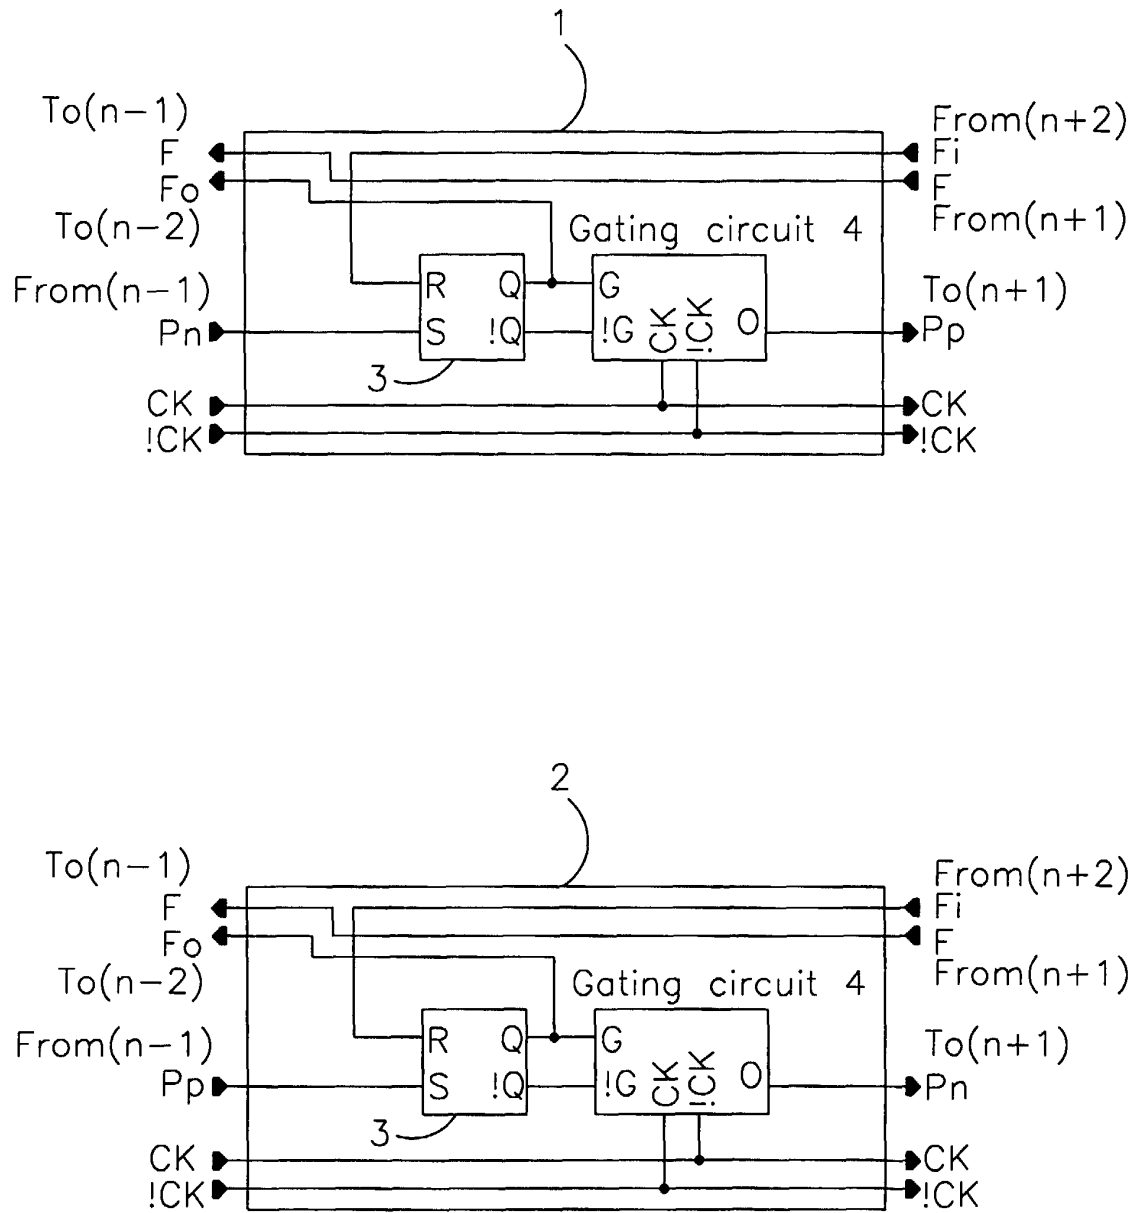 1
To(n-1)
From(n+2)
F
Fi
Fo
F
To(n-2)
Gating circuit 4
From(n+1)
From(n-1)
R
Q
G
To(n+1)
Pn
S
!Q
!G
CK
!CK
O
Pp
3
CK
CK
!CK
!CK
2
To(n-1)
From(n+2)
F
Fi
Fo
F
To(n-2)
Gating circuit 4
From(n+1)
From(n-1)
R
Q
G
To(n+1)
Pp
S
!Q
!G
CK
!CK
O
Pn
3
CK
CK
!CK
!CK